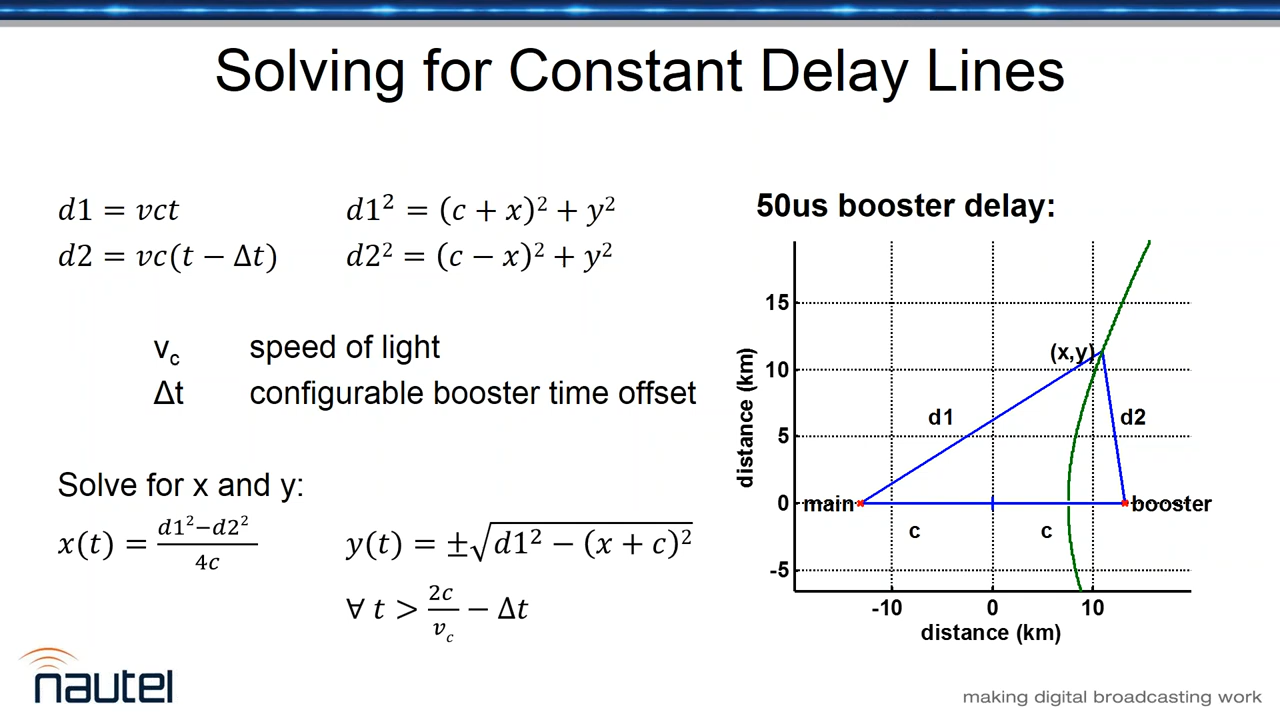 Solving for Constant Delay Lines
d1 = vct
d1² = (c + x)² + y²
d2 = vc(t − Δt)
d2² = (c − x)² + y²
v_c speed of light
Δt configurable booster time offset
Solve for x and y:
x(t) = (d1²−d2²)/4c
y(t) = ±√(d1² − (x + c)²)
∀ t > 2c/v_c − Δt
50us booster delay:
distance (km)
15
10
5
0
-5
(x,y)
d1
d2
main
booster
c
c
-10
0
10
distance (km)
nautel
making digital broadcasting work